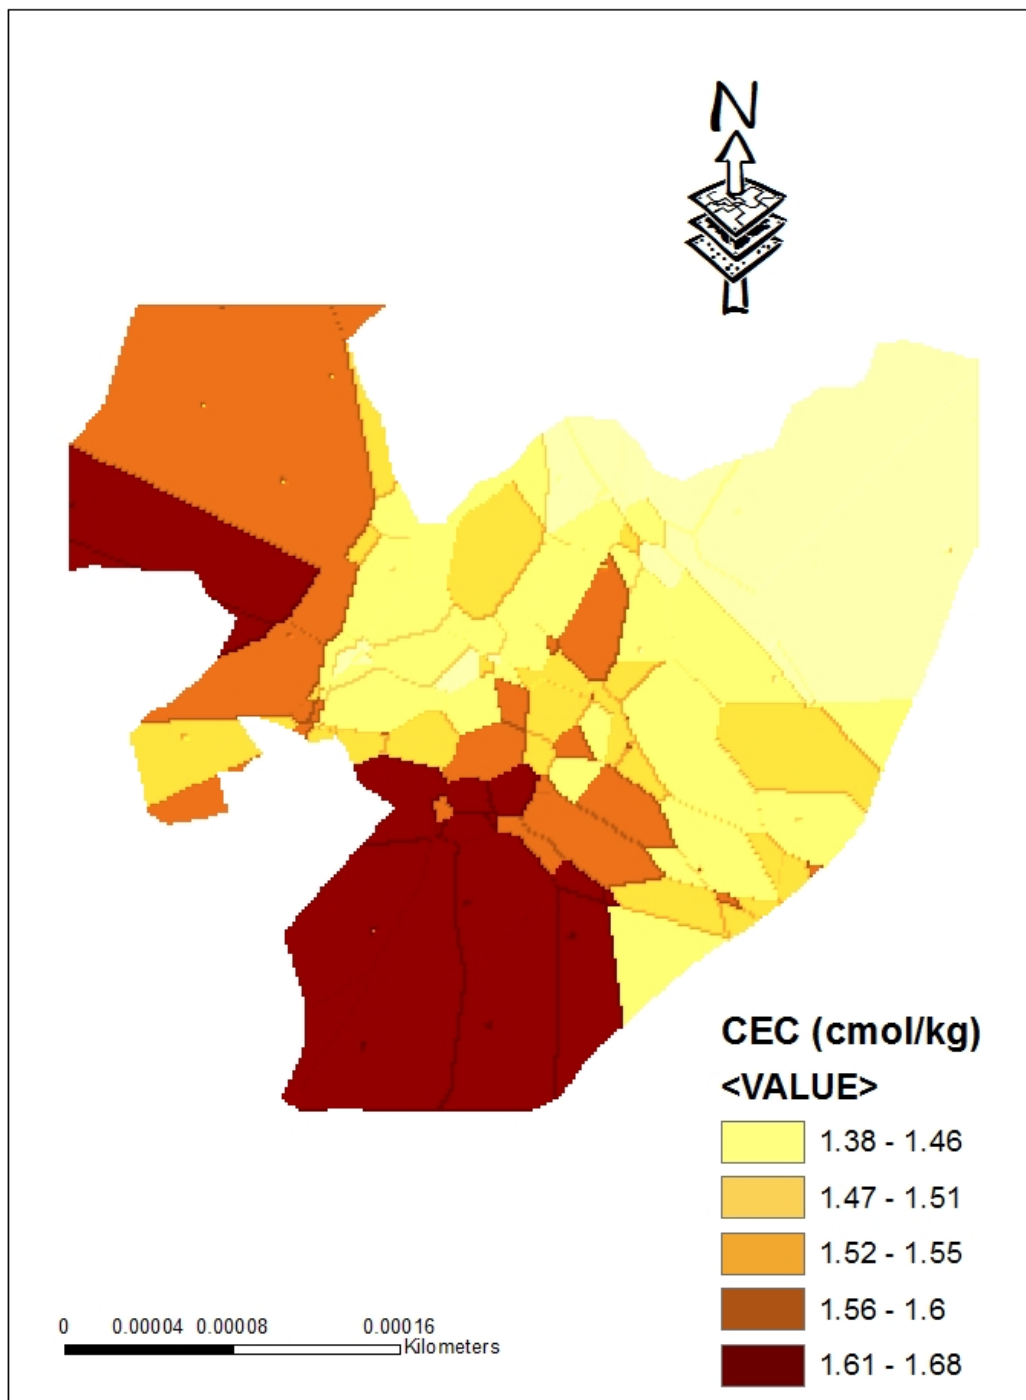 N
CEC (cmol/kg)
<VALUE>
1.38 - 1.46
1.47 - 1.51
1.52 - 1.55
1.56 - 1.6
1.61 - 1.68
0 0.00004 0.00008 0.00016
Kilometers